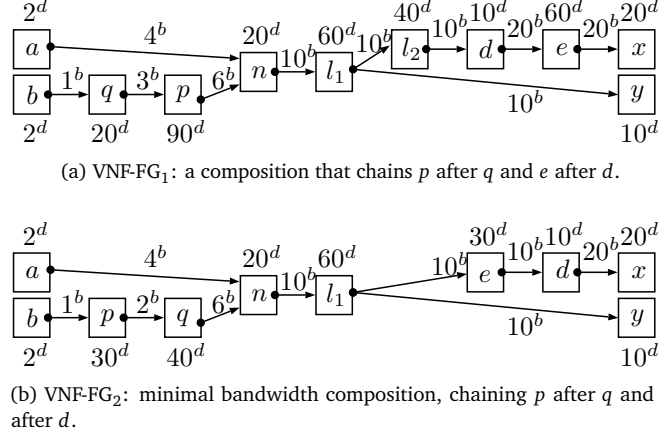 2^d 40^d 10^d 60^d 20^d
a 4^b 20^d 60^d 10^b l_2 10^b d 20^b e 20^b x
b 1^b q 3^b p 6^b n 10^b l_1 10^b y
2^d 20^d 90^d 10^d
(a) VNF-FG_1: a composition that chains p after q and e after d.
2^d 30^d 10^d 20^d
a 4^b 20^d 60^d 10^b e 10^b d 20^b x
b 1^b p 2^b q 6^b n 10^b l_1 10^b y
2^d 30^d 40^d 10^d
(b) VNF-FG_2: minimal bandwidth composition, chaining p after q and
after d.